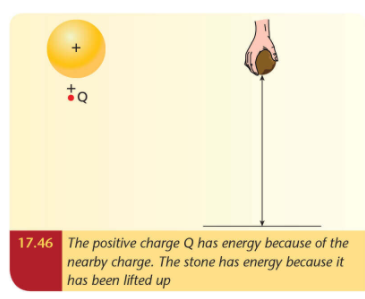 +
+
Q
17.46 The positive charge Q has energy because of the
nearby charge. The stone has energy because it
has been lifted up